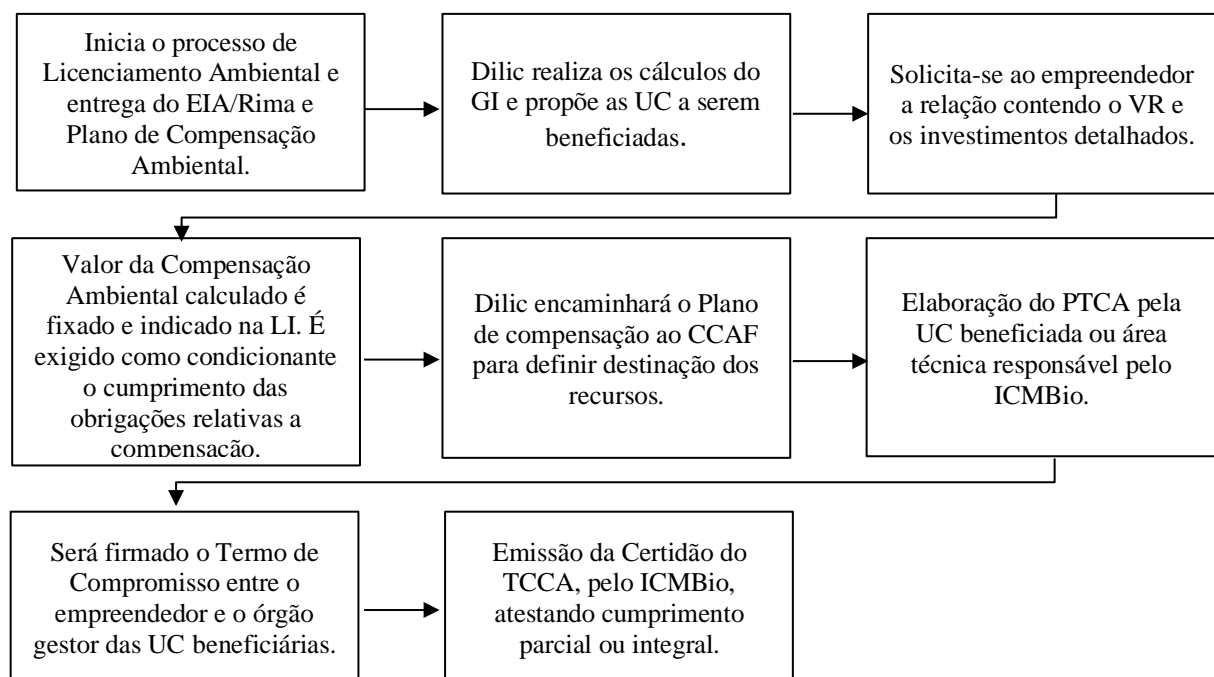 Inicia o processo de
Licenciamento Ambiental e
entrega do EIA/Rima e
Plano de Compensação
Ambiental.
Dilic realiza os cálculos do
GI e propõe as UC a serem
beneficiadas.
Solicita-se ao empreendedor
a relação contendo o VR e
os investimentos detalhados.
Valor da Compensação
Ambiental calculado é
fixado e indicado na LI. É
exigido como condicionante
o cumprimento das
obrigações relativas a
compensação.
Dilic encaminhará o Plano
de compensação ao CCAF
para definir destinação dos
recursos.
Elaboração do PTCA pela
UC beneficiada ou área
técnica responsável pelo
ICMBio.
Será firmado o Termo de
Compromisso entre o
empreendedor e o órgão
gestor das UC beneficiárias.
Emissão da Certidão do
TCCA, pelo ICMBio,
atestando cumprimento
parcial ou integral.